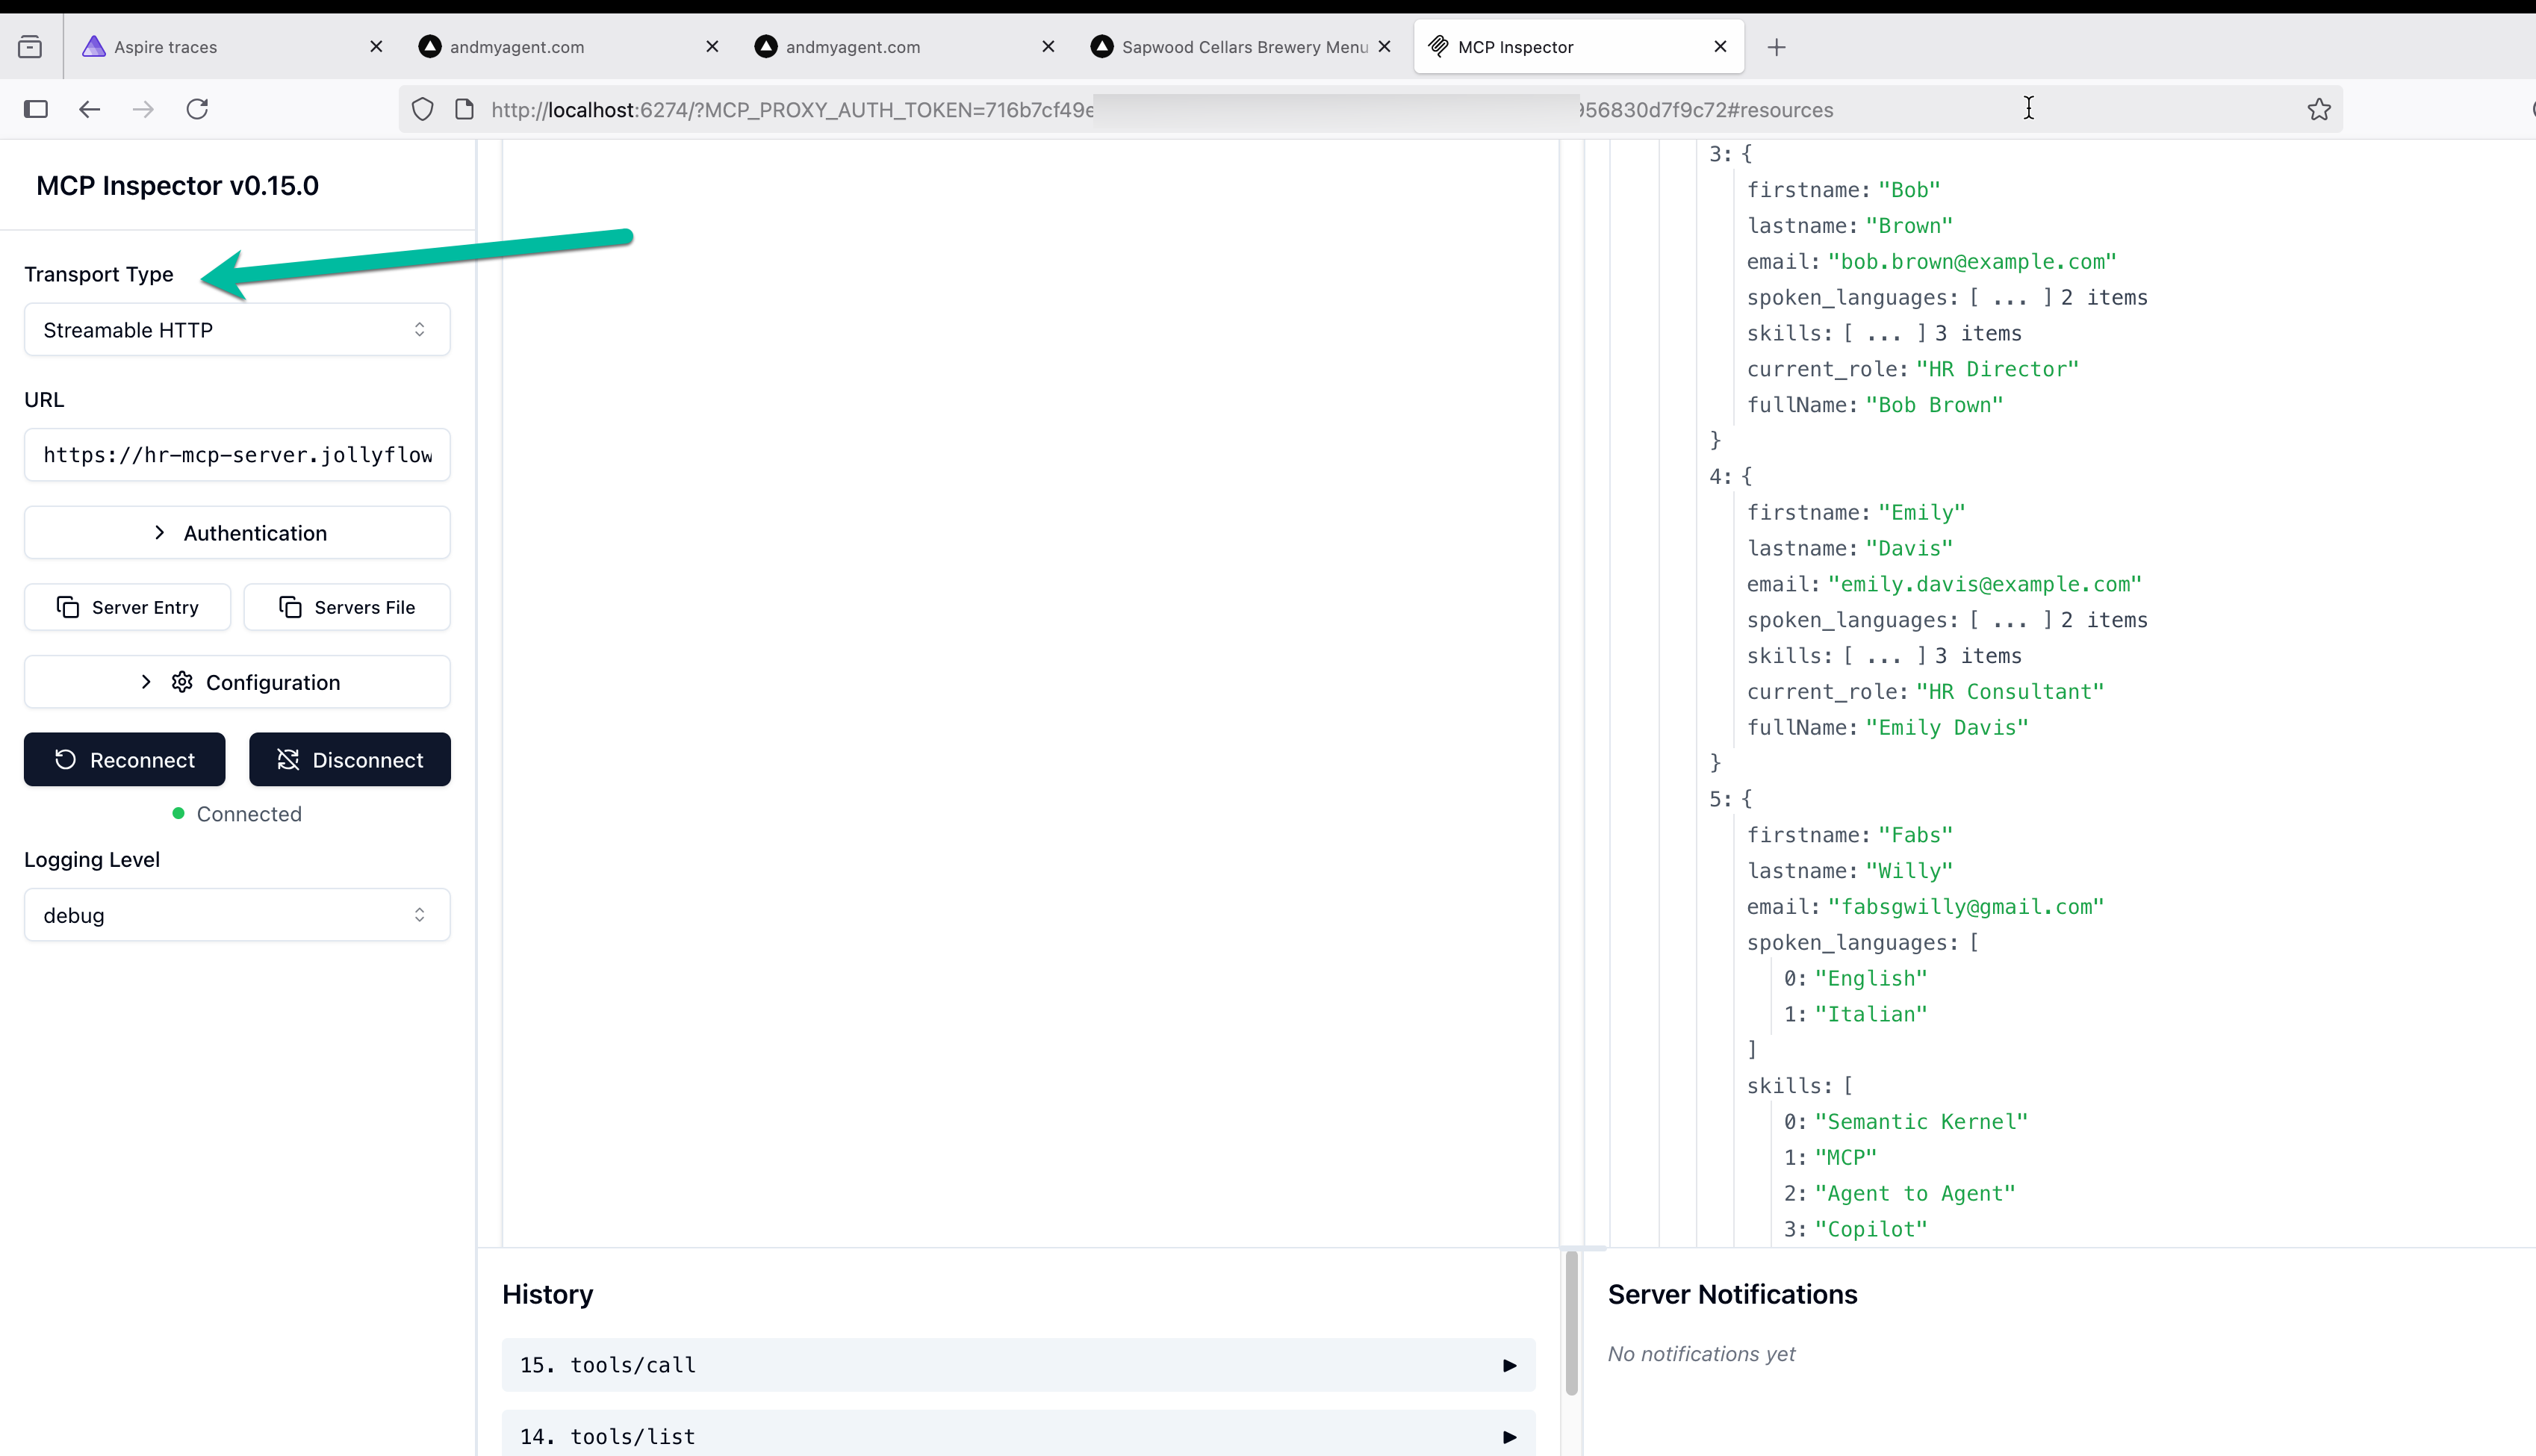 Aspire traces
andmyagent.com
andmyagent.com
Sapwood Cellars Brewery Menu
MCP Inspector
http://localhost:6274/?MCP_PROXY_AUTH_TOKEN=716b7cf49e 956830d7f9c72#resources
MCP Inspector v0.15.0
Transport Type
Streamable HTTP
URL
https://hr-mcp-server.jollyflow
Authentication
Server Entry
Servers File
Configuration
Reconnect
Disconnect
Connected
Logging Level
debug
3: {
firstname: "Bob"
lastname: "Brown"
email: "bob.brown@example.com"
spoken_languages: [ ... ] 2 items
skills: [ ... ] 3 items
current_role: "HR Director"
fullName: "Bob Brown"
}
4: {
firstname: "Emily"
lastname: "Davis"
email: "emily.davis@example.com"
spoken_languages: [ ... ] 2 items
skills: [ ... ] 3 items
current_role: "HR Consultant"
fullName: "Emily Davis"
}
5: {
firstname: "Fabs"
lastname: "Willy"
email: "fabsgwilly@gmail.com"
spoken_languages: [
0: "English"
1: "Italian"
]
skills: [
0: "Semantic Kernel"
1: "MCP"
2: "Agent to Agent"
3: "Copilot"
History
15. tools/call
14. tools/list
Server Notifications
No notifications yet